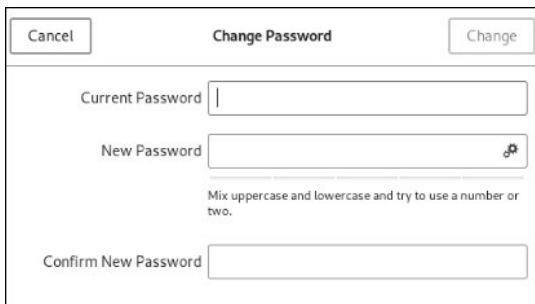 Cancel
Change Password
Change
Current Password
New Password
Mix uppercase and lowercase and try to use a number or
two.
Confirm New Password